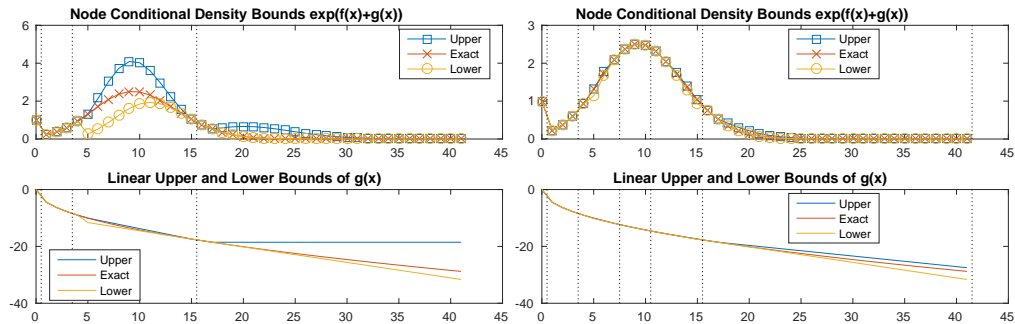 Node Conditional Density Bounds exp(f(x)+g(x))
6
4
2
0
Upper
Exact
Lower
0 5 10 15 20 25 30 35 40 45
Linear Upper and Lower Bounds of g(x)
0
-20
-40
Upper
Exact
Lower
0 5 10 15 20 25 30 35 40 45
Node Conditional Density Bounds exp(f(x)+g(x))
3
2
1
0
Upper
Exact
Lower
0 5 10 15 20 25 30 35 40 45
Linear Upper and Lower Bounds of g(x)
0
-20
-40
Upper
Exact
Lower
0 5 10 15 20 25 30 35 40 45